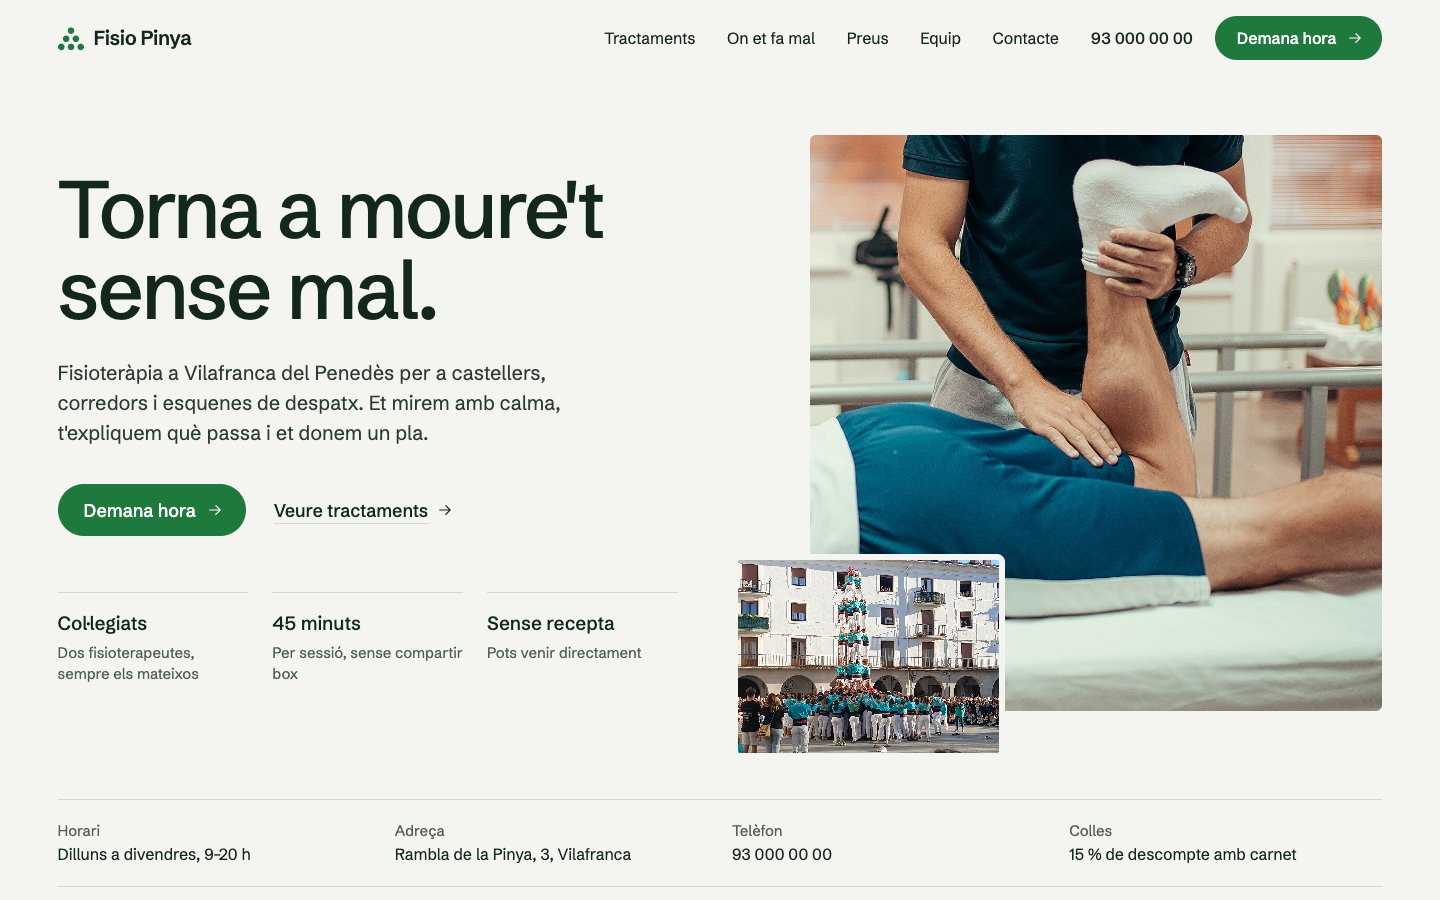 Fisio Pinya
Tractaments
On et fa mal
Preus
Equip
Contacte
93 000 00 00
Demana hora →
Torna a moure't
sense mal.
Fisioteràpia a Vilafranca del Penedès per a castellers,
corredors i esquenes de despatx. Et mirem amb calma,
t'expliquem què passa i et donem un pla.
Demana hora →
Veure tractaments →
Col·legiats
Dos fisioterapeutes,
sempre els mateixos
45 minuts
Per sessió, sense compartir
box
Sense recepta
Pots venir directament
Horari
Dilluns a divendres, 9–20 h
Adreça
Rambla de la Pinya, 3, Vilafranca
Telèfon
93 000 00 00
Colles
15 % de descompte amb carnet